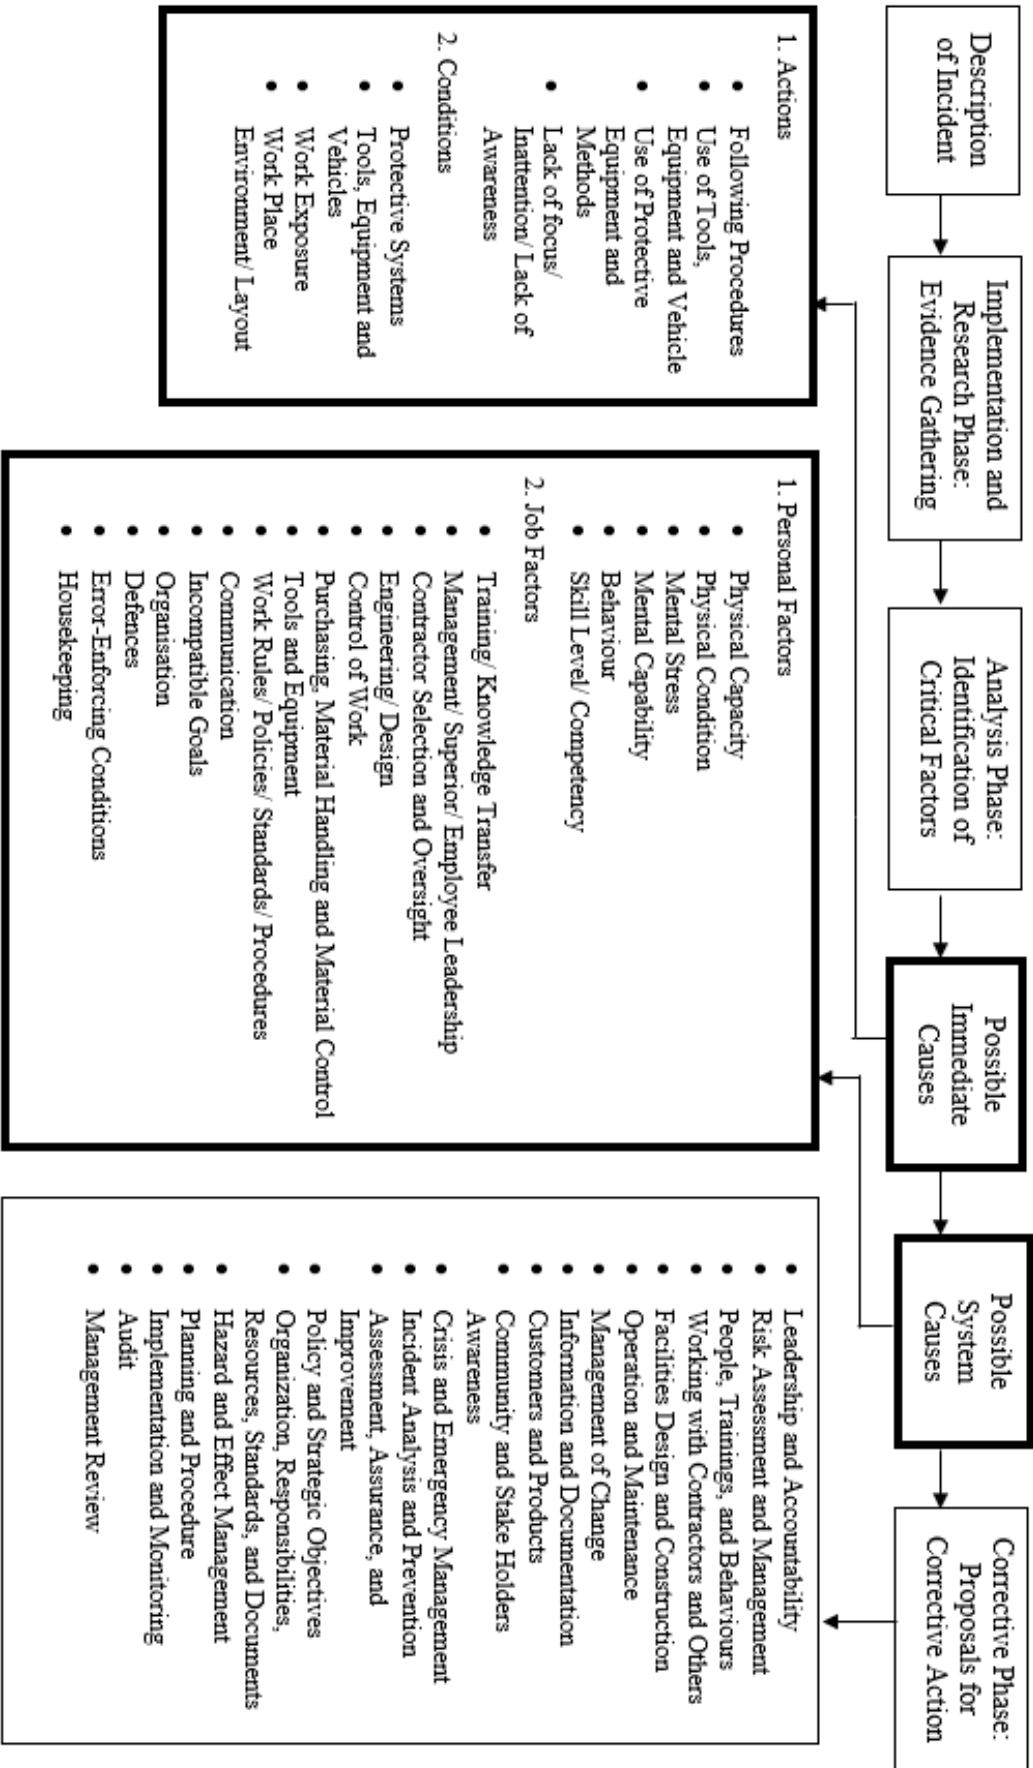 Description
of Incident
Implementation and
Research Phase:
Evidence Gathering
Analysis Phase:
Identification of
Critical Factors
Possible
Immediate
Causes
Possible
System
Causes
Corrective Phase:
Proposals for
Corrective Action
1. Actions
• Following Procedures
• Use of Tools,
Equipment and Vehicle
• Use of Protective
Equipment and
Methods
• Lack of focus/
Inattention/ Lack of
Awareness
2. Conditions
• Protective Systems
• Tools, Equipment and
Vehicles
• Work Exposure
• Work Place
Environment/ Layout
1. Personal Factors
• Physical Capacity
• Physical Condition
• Mental Stress
• Mental Capability
• Behaviour
• Skill Level/ Competency
2. Job Factors
• Training/ Knowledge Transfer
• Management/ Superior/ Employee Leadership
• Contractor Selection and Oversight
• Engineering/ Design
• Control of Work
• Purchasing, Material Handling and Material Control
• Tools and Equipment
• Work Rules/ Policies/ Standards/ Procedures
• Communication
• Incompatible Goals
• Organisation
• Defences
• Error-Enforcing Conditions
• Housekeeping
• Leadership and Accountability
• Risk Assessment and Management
• People, Trainings, and Behaviours
• Working with Contractors and Others
• Facilities Design and Construction
• Operation and Maintenance
• Management of Change
• Information and Documentation
• Customers and Products
• Community and Stake Holders
Awareness
• Crisis and Emergency Management
• Incident Analysis and Prevention
• Assessment, Assurance, and
Improvement
• Policy and Strategic Objectives
• Organization, Responsibilities,
Resources, Standards, and Documents
• Hazard and Effect Management
• Planning and Procedure
• Implementation and Monitoring
• Audit
• Management Review